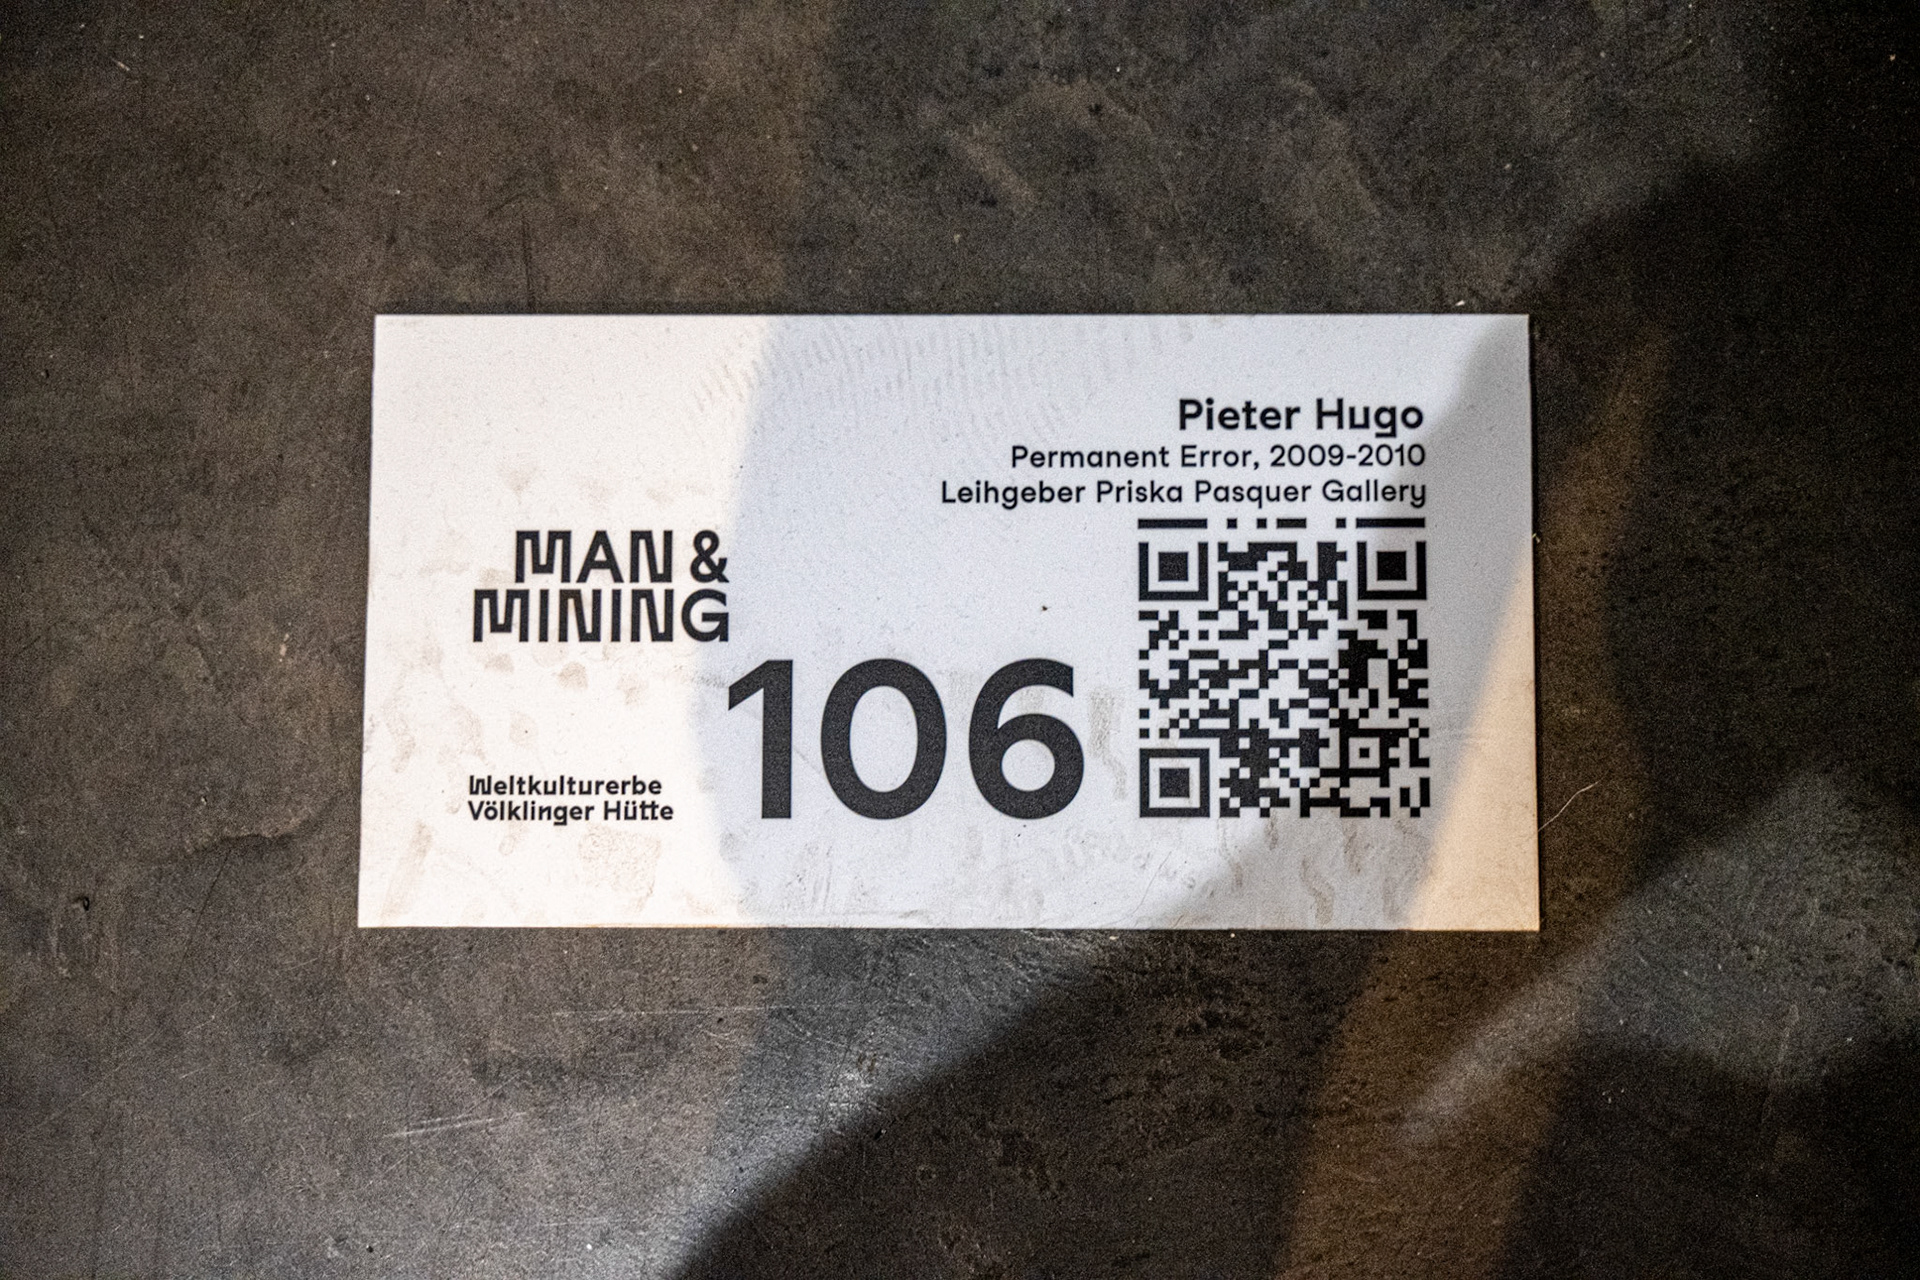 Pieter Hugo
Permanent Error, 2009-2010
Leihgeber Priska Pasquer Gallery
MAN &
MINING
106
Weltkulturerbe
Völklinger Hütte